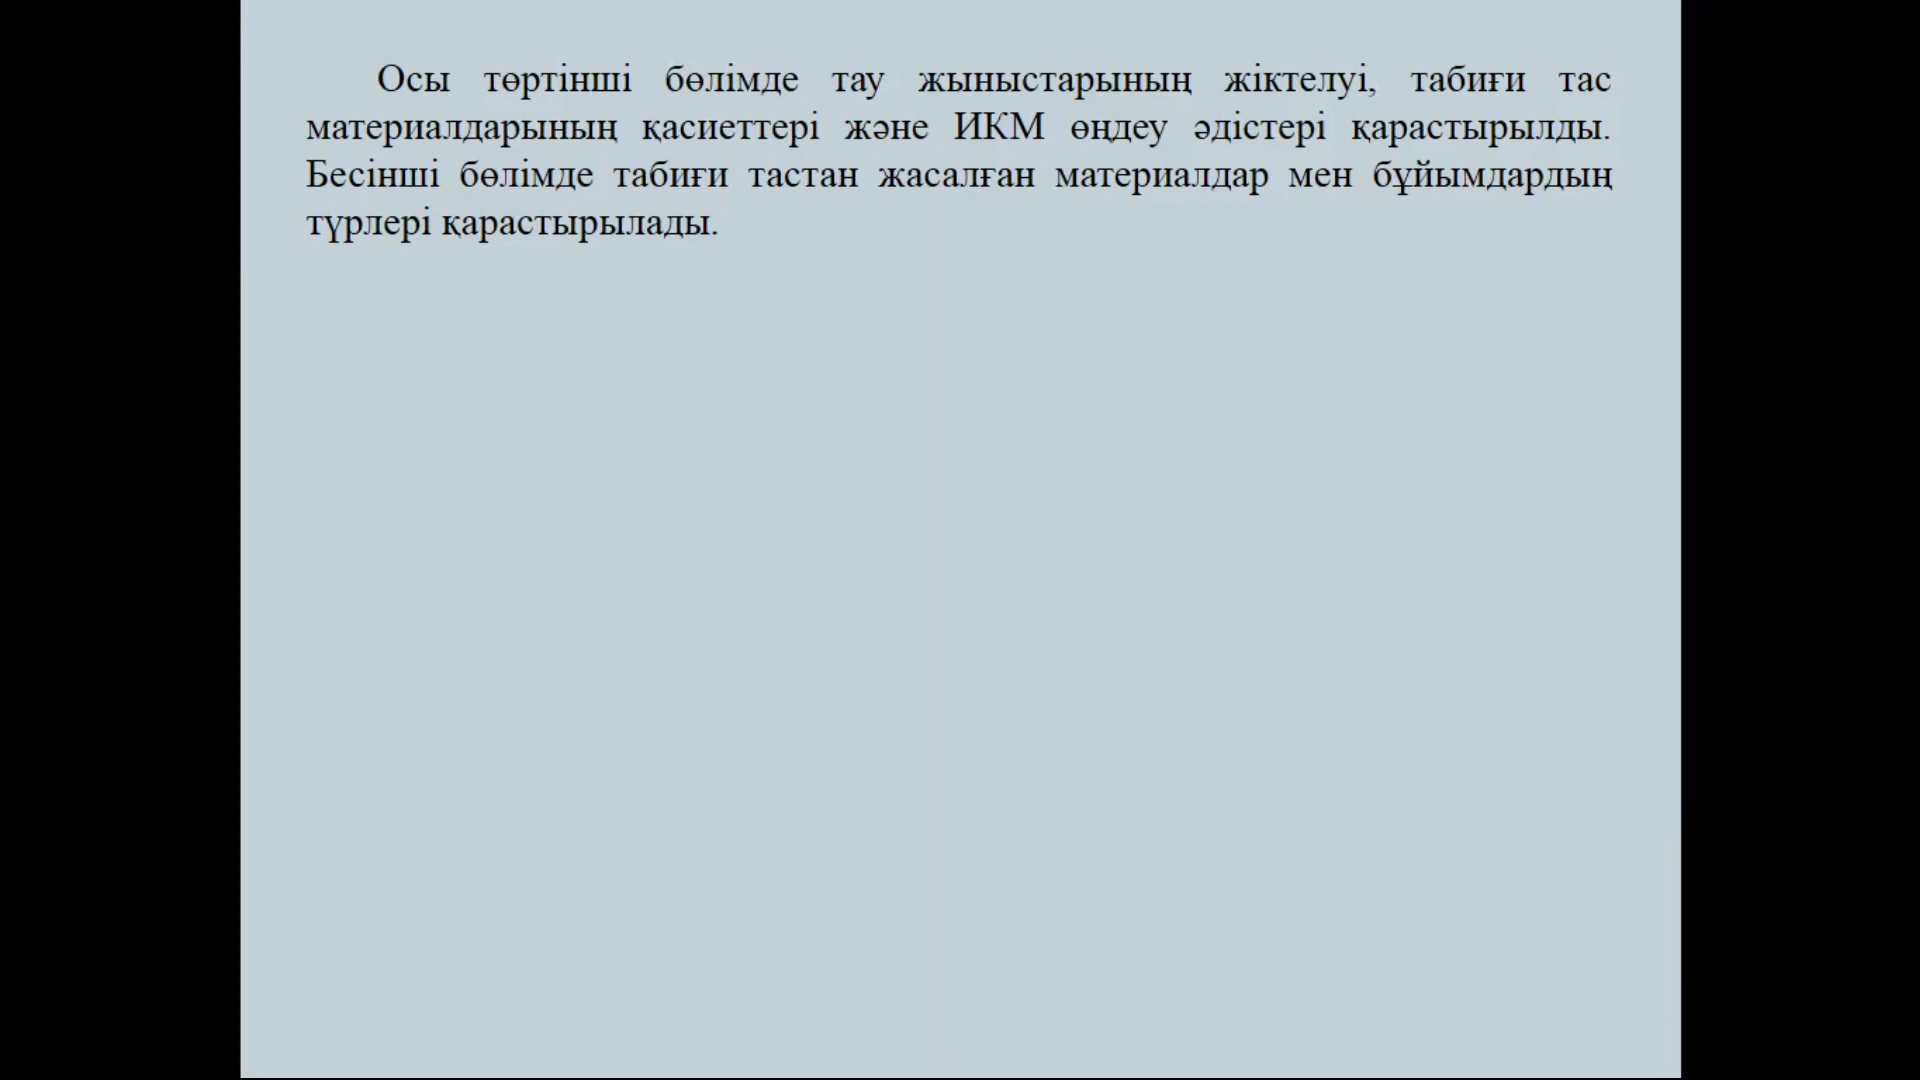 Осы төртінші бөлімде тау жыныстарының жіктелуі, табиғи тас
материалдарының қасиеттері және ИКМ өңдеу әдістері қарастырылды.
Бесінші бөлімде табиғи тастан жасалған материалдар мен бұйымдардың
түрлері қарастырылады.